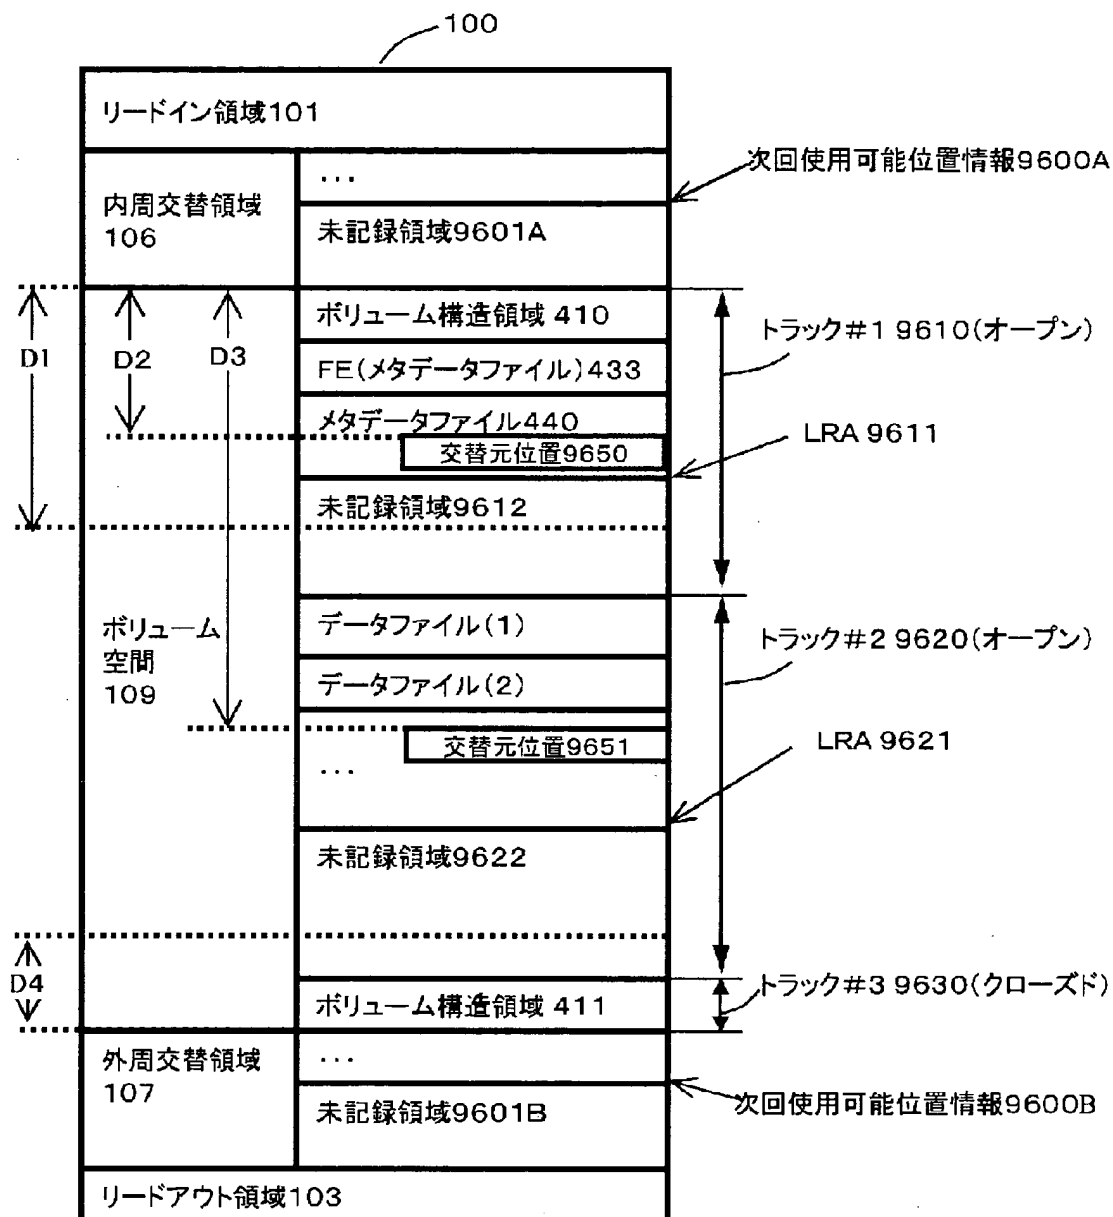 100
リードイン領域101
内周交替領域
106
...
次回使用可能位置情報9600A
未記録領域9601A
D1
D2
D3
ボリューム構造領域 410
トラック#1 9610(オープン)
FE(メタデータファイル)433
メタデータファイル440
交替元位置9650
LRA 9611
未記録領域9612
ボリューム
空間
109
データファイル(1)
トラック#2 9620(オープン)
データファイル(2)
交替元位置9651
...
LRA 9621
未記録領域9622
D4
トラック#3 9630(クローズド)
ボリューム構造領域 411
外周交替領域
107
...
次回使用可能位置情報9600B
未記録領域9601B
リードアウト領域103